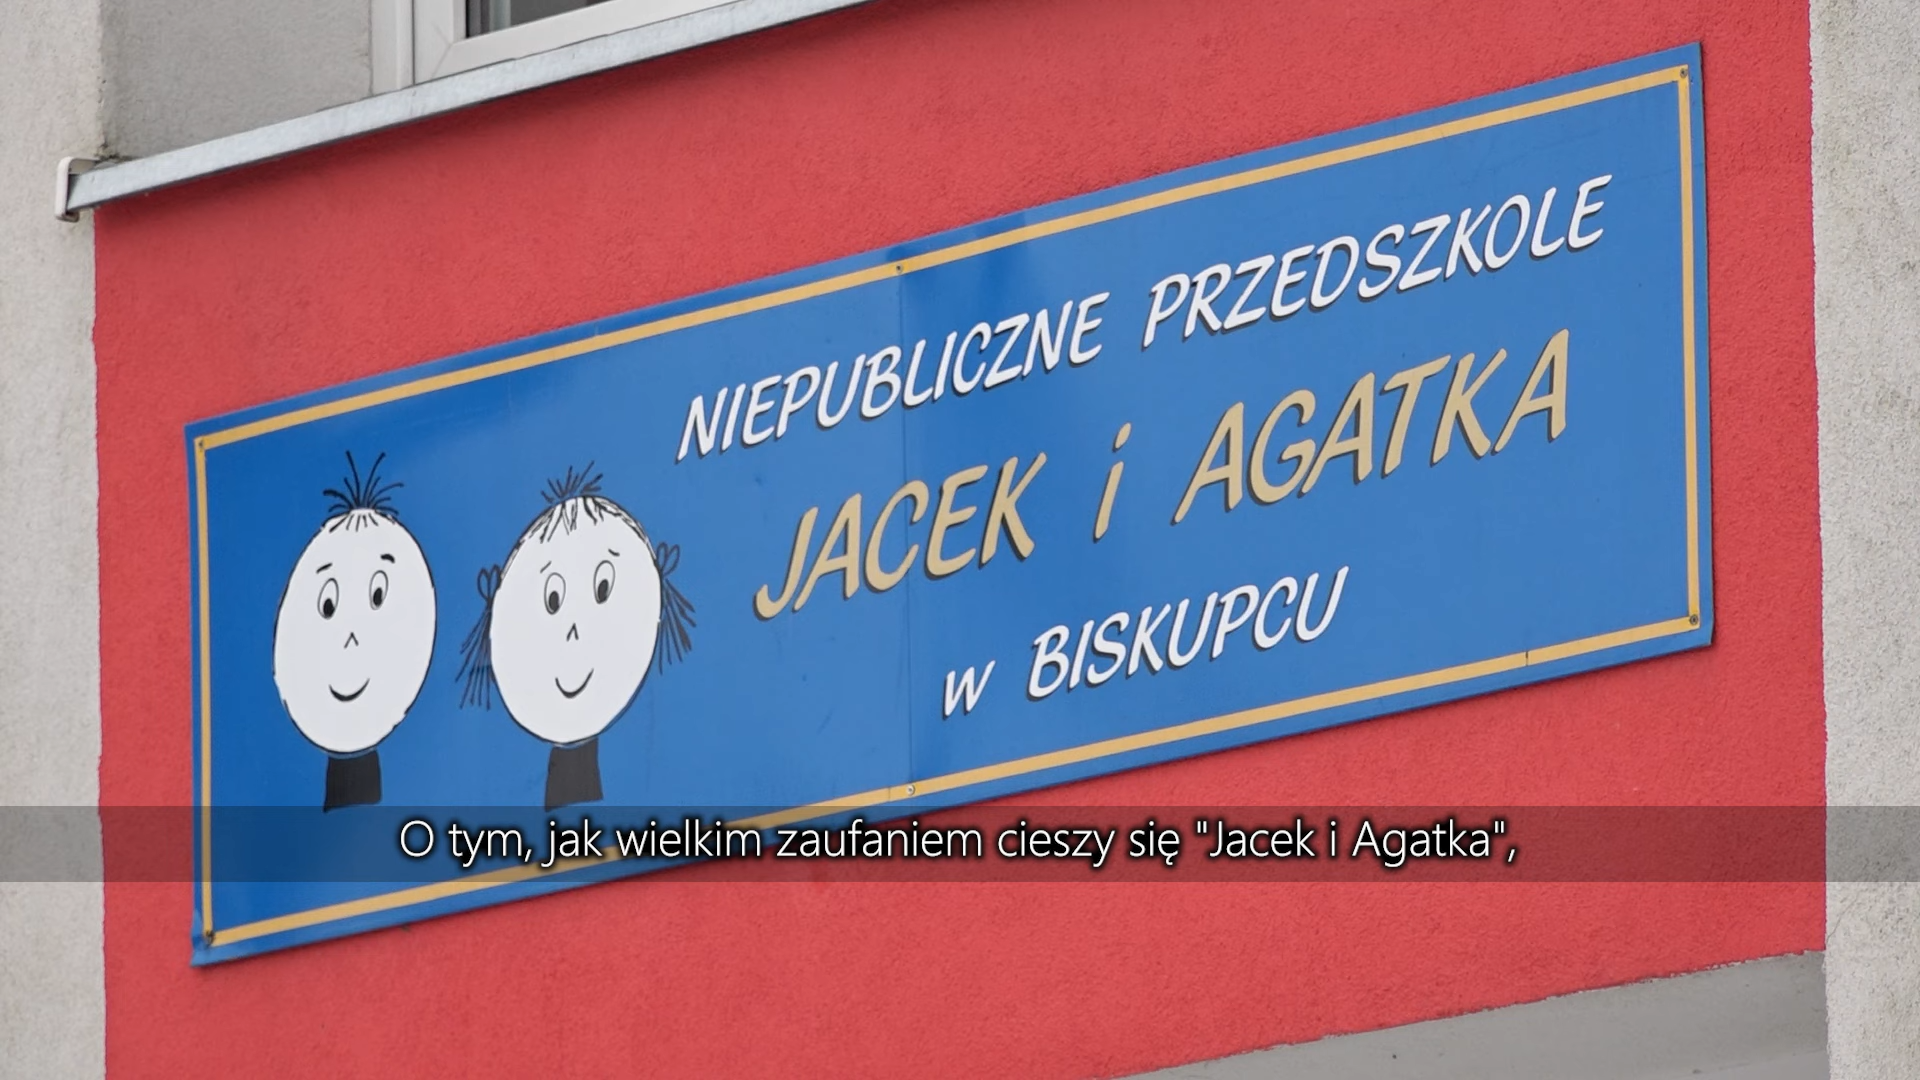 NIEPUBLICZNE PRZEDSZKOLE
JACEK i AGATKA
w BISKUPCU
O tym, jak wielkim zaufaniem cieszy się "Jacek i Agatka",